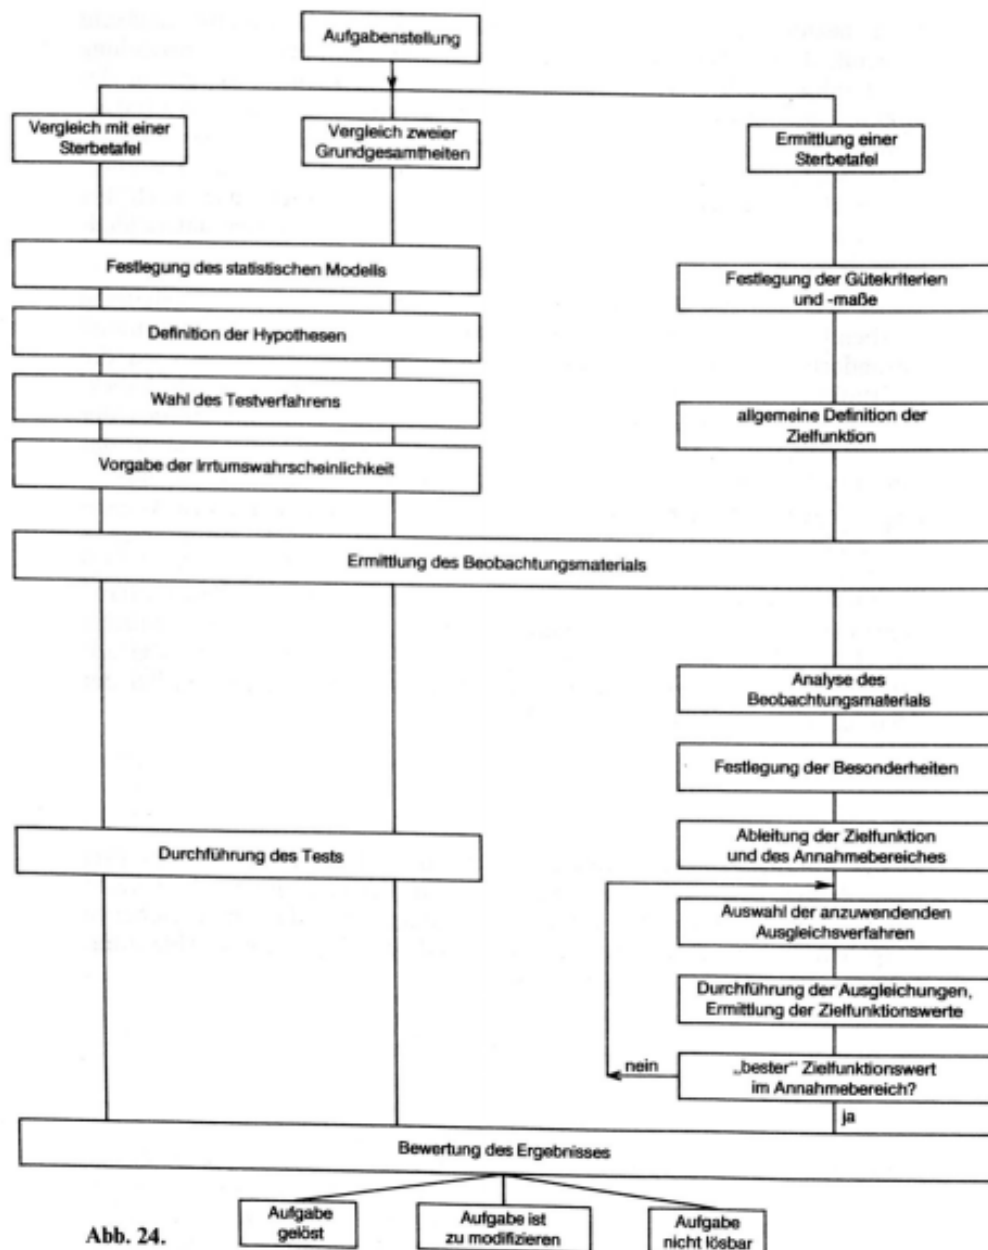 Aufgabenstellung
Vergleich mit einer
Sterbetafel
Vergleich zweier
Grundgesamtheiten
Ermittlung einer
Sterbetafel
Festlegung des statistischen Modells
Festlegung der Gütekriterien
und -maße
Definition der Hypothesen
Wahl des Testverfahrens
allgemeine Definition der
Zielfunktion
Vorgabe der Irrtumswahrscheinlichkeit
Ermittlung des Beobachtungsmaterials
Analyse des
Beobachtungsmaterials
Festlegung der Besonderheiten
Durchführung des Tests
Ableitung der Zielfunktion
und des Annahmebereiches
Auswahl der anzuwendenden
Ausgleichsverfahren
Durchführung der Ausgleichungen,
Ermittlung der Zielfunktionswerte
nein
„bester“ Zielfunktionswert
im Annahmebereich?
ja
Bewertung des Ergebnisses
Aufgabe
gelöst
Aufgabe ist
zu modifizieren
Aufgabe
nicht lösbar
Abb. 24.